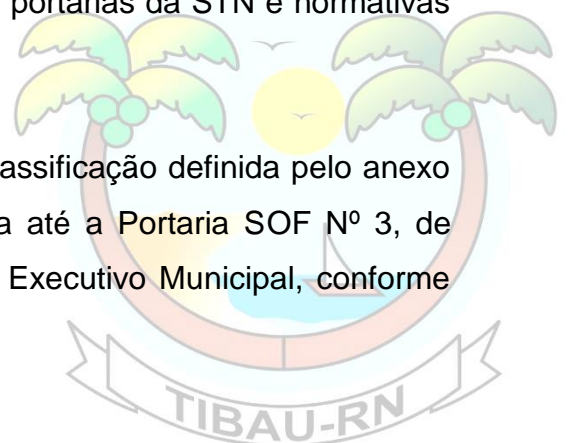 portarias da STN e normativas
assificação definida pelo anexo
a até a Portaria SOF Nº 3, de
Executivo Municipal, conforme
TIBAU-RN